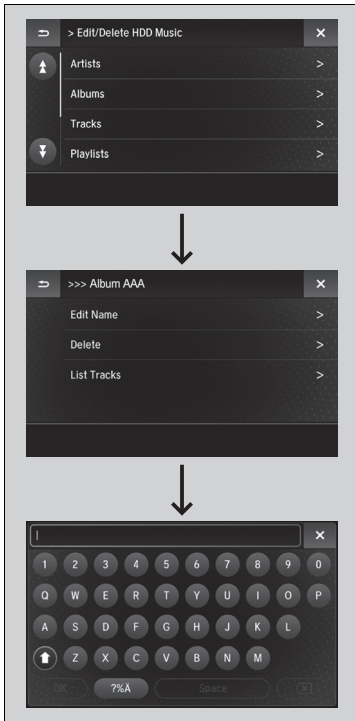 > Edit/Delete HDD Music
Artists >
Albums >
Tracks >
Playlists >
>>> Album AAA
Edit Name >
Delete >
List Tracks >
1 2 3 4 5 6 7 8 9 0
Q W E R T Y U I O P
A S D F G H J K L
Z X C V B N M
OK ?%Ä Space